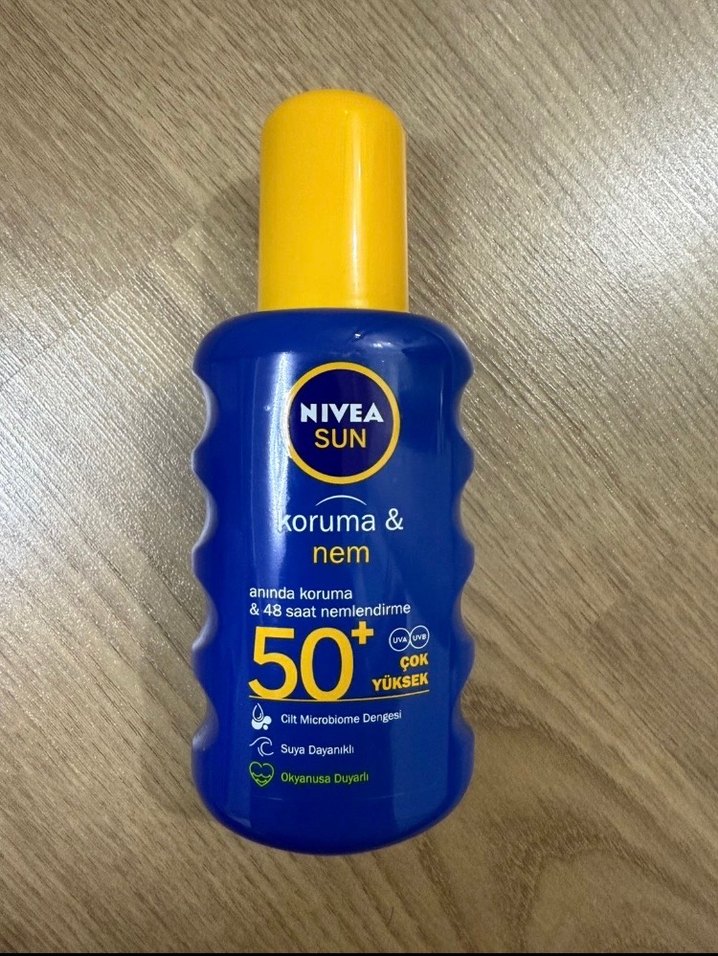 NIVEA
SUN
koruma &
nem
anında koruma
& 48 saat nemlendirme
50+
UVA UVB
ÇOK
YÜKSEK
Cilt Microbiome Dengesi
Suya Dayanıklı
Okyanusa Duyarlı